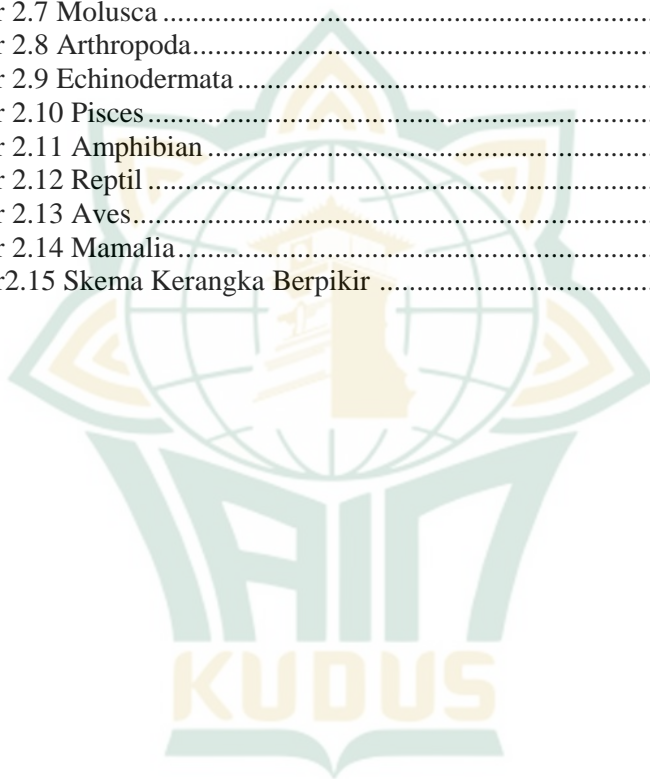 r 2.7 Molusca ........................................................................
r 2.8 Arthropoda...................................................................
r 2.9 Echinodermata ............................................................
r 2.10 Pisces .........................................................................
r 2.11 Amphibian .................................................................
r 2.12 Reptil .........................................................................
r 2.13 Aves...........................................................................
r 2.14 Mamalia.....................................................................
r2.15 Skema Kerangka Berpikir ........................................
IAIN
KUDUS